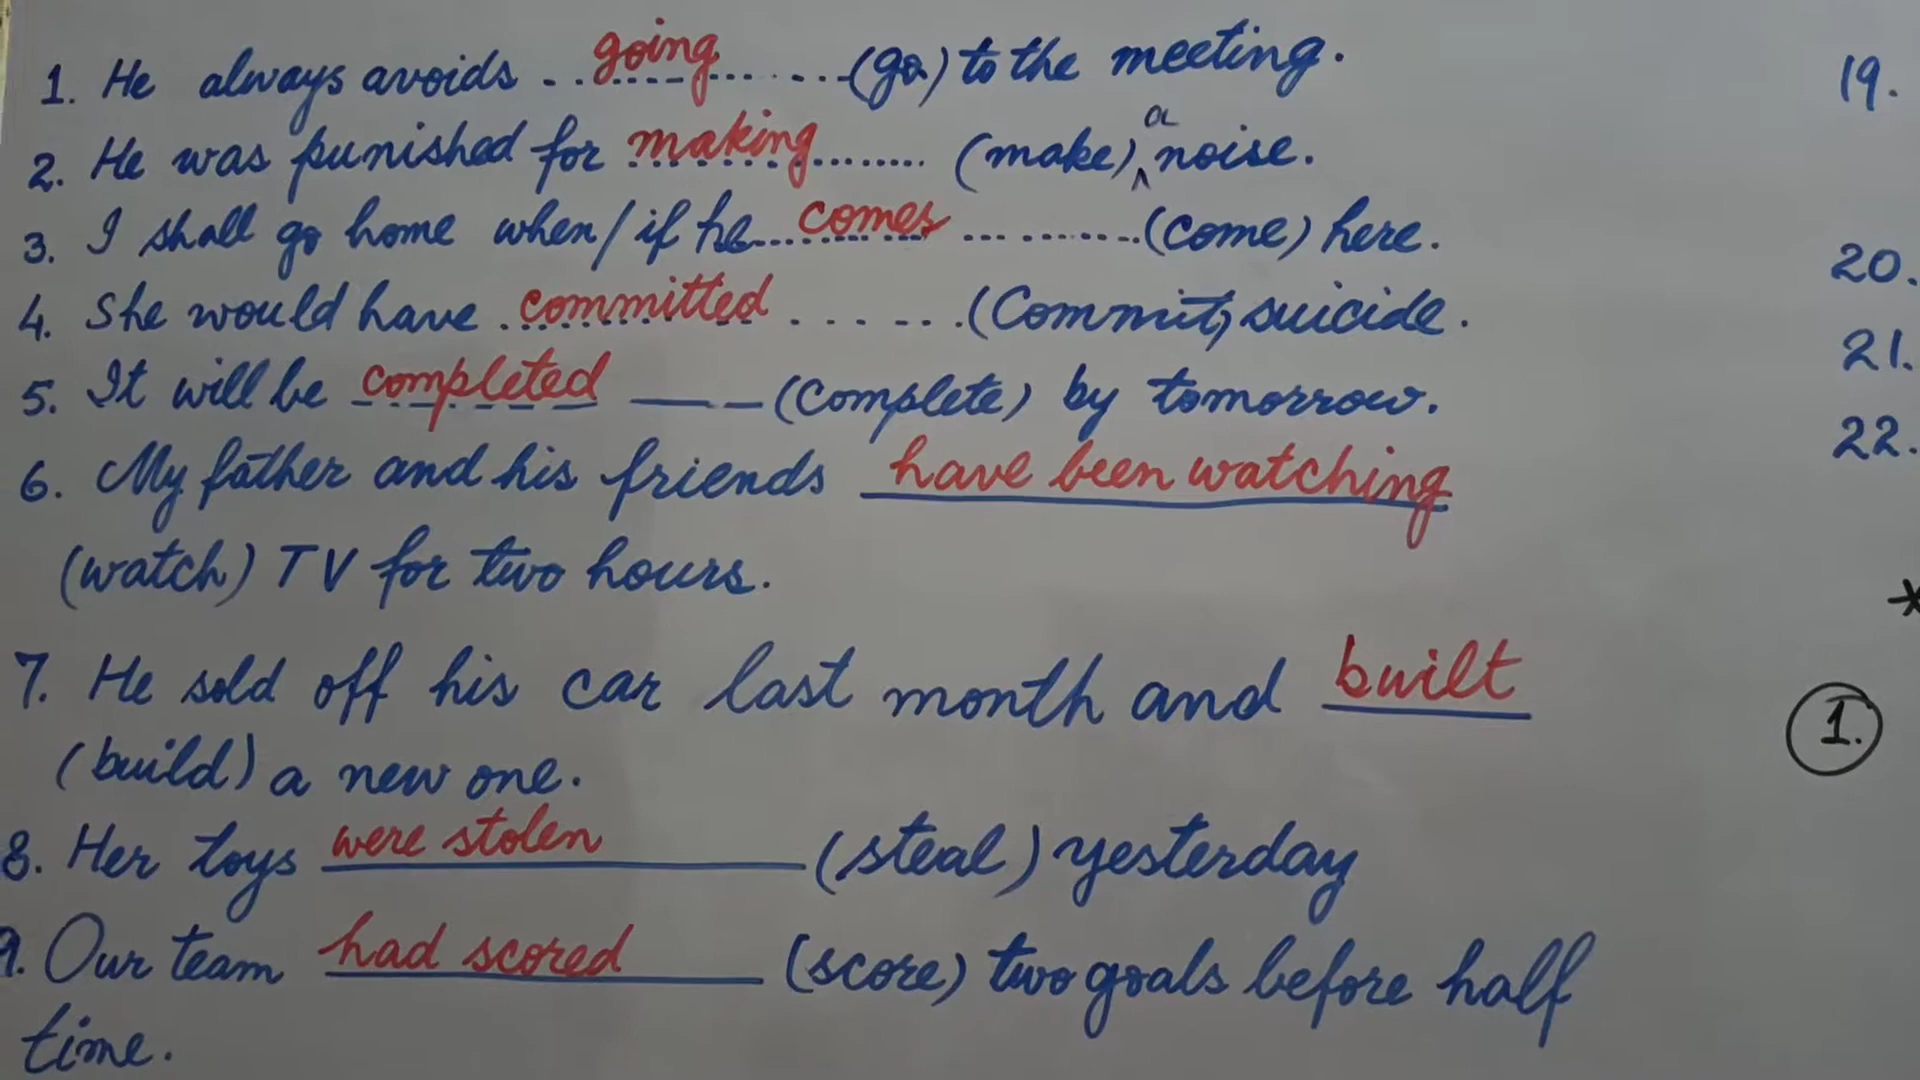 1. He always avoids .. going ........ (go) to the meeting.
2. He was punished for making ........ (make) a noise.
3. I shall go home when/if he.... comes ............ (come) here.
4. She would have . committed ....... (Commit) suicide.
5. It will be completed ____ (Complete) by tomorrow.
6. My father and his friends have been watching
(watch) TV for two hours.
7. He sold off his car last month and built
(build) a new one.
8. Her toys were stolen (steal) yesterday
9. Our team had scored (score) two goals before half
time.
19.
20.
21.
22.
*
1.